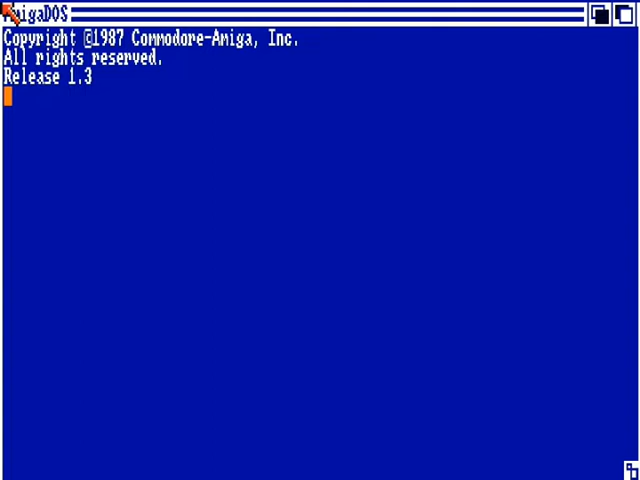 AmigaDOS
Copyright ©1987 Commodore-Amiga, Inc.
All rights reserved.
Release 1.3